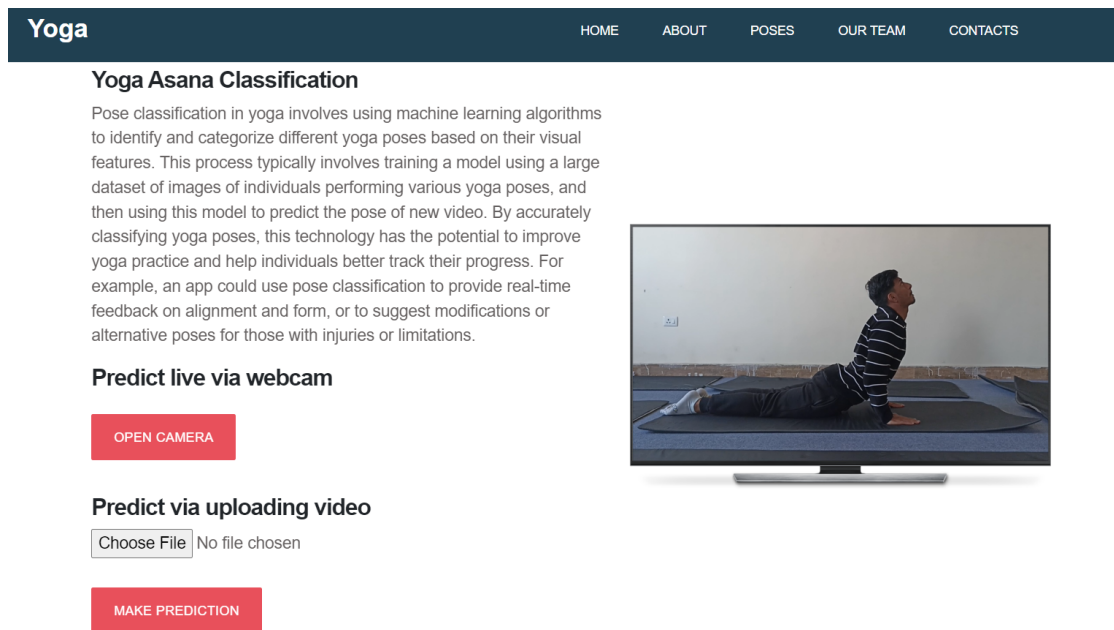 Yoga
HOME ABOUT POSES OUR TEAM CONTACTS
Yoga Asana Classification
Pose classification in yoga involves using machine learning algorithms
to identify and categorize different yoga poses based on their visual
features. This process typically involves training a model using a large
dataset of images of individuals performing various yoga poses, and
then using this model to predict the pose of new video. By accurately
classifying yoga poses, this technology has the potential to improve
yoga practice and help individuals better track their progress. For
example, an app could use pose classification to provide real-time
feedback on alignment and form, or to suggest modifications or
alternative poses for those with injuries or limitations.
Predict live via webcam
OPEN CAMERA
Predict via uploading video
Choose File No file chosen
MAKE PREDICTION